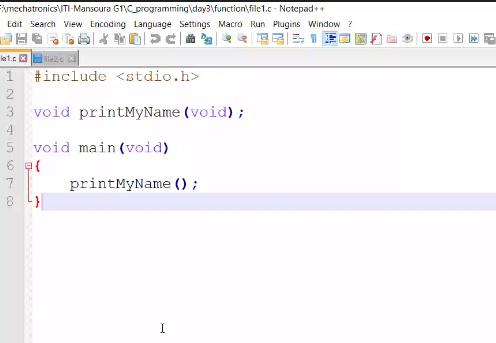 F:\mechatronics\ITI-Mansoura G1\C_programming\day3\function\file1.c - Notepad++
Edit Search View Encoding Language Settings Macro Run Plugins Window ?
file1.c file2.c
1 #include <stdio.h>
2
3 void printMyName(void);
4
5 void main(void)
6 {
7 printMyName();
8 }